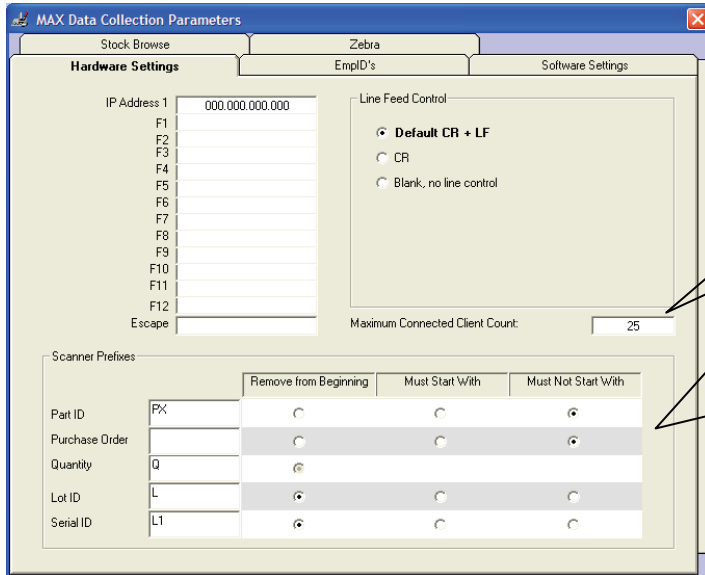 MAX Data Collection Parameters
Stock Browse Zebra
Hardware Settings EmpID's Software Settings
IP Address 1 000.000.000.000
F1
F2
F3
F4
F5
F6
F7
F8
F9
F10
F11
F12
Escape
Line Feed Control
Default CR + LF
CR
Blank, no line control
Maximum Connected Client Count: 25
Scanner Prefixes
Remove from Beginning Must Start With Must Not Start With
Part ID PX
Purchase Order
Quantity Q
Lot ID L
Serial ID L1